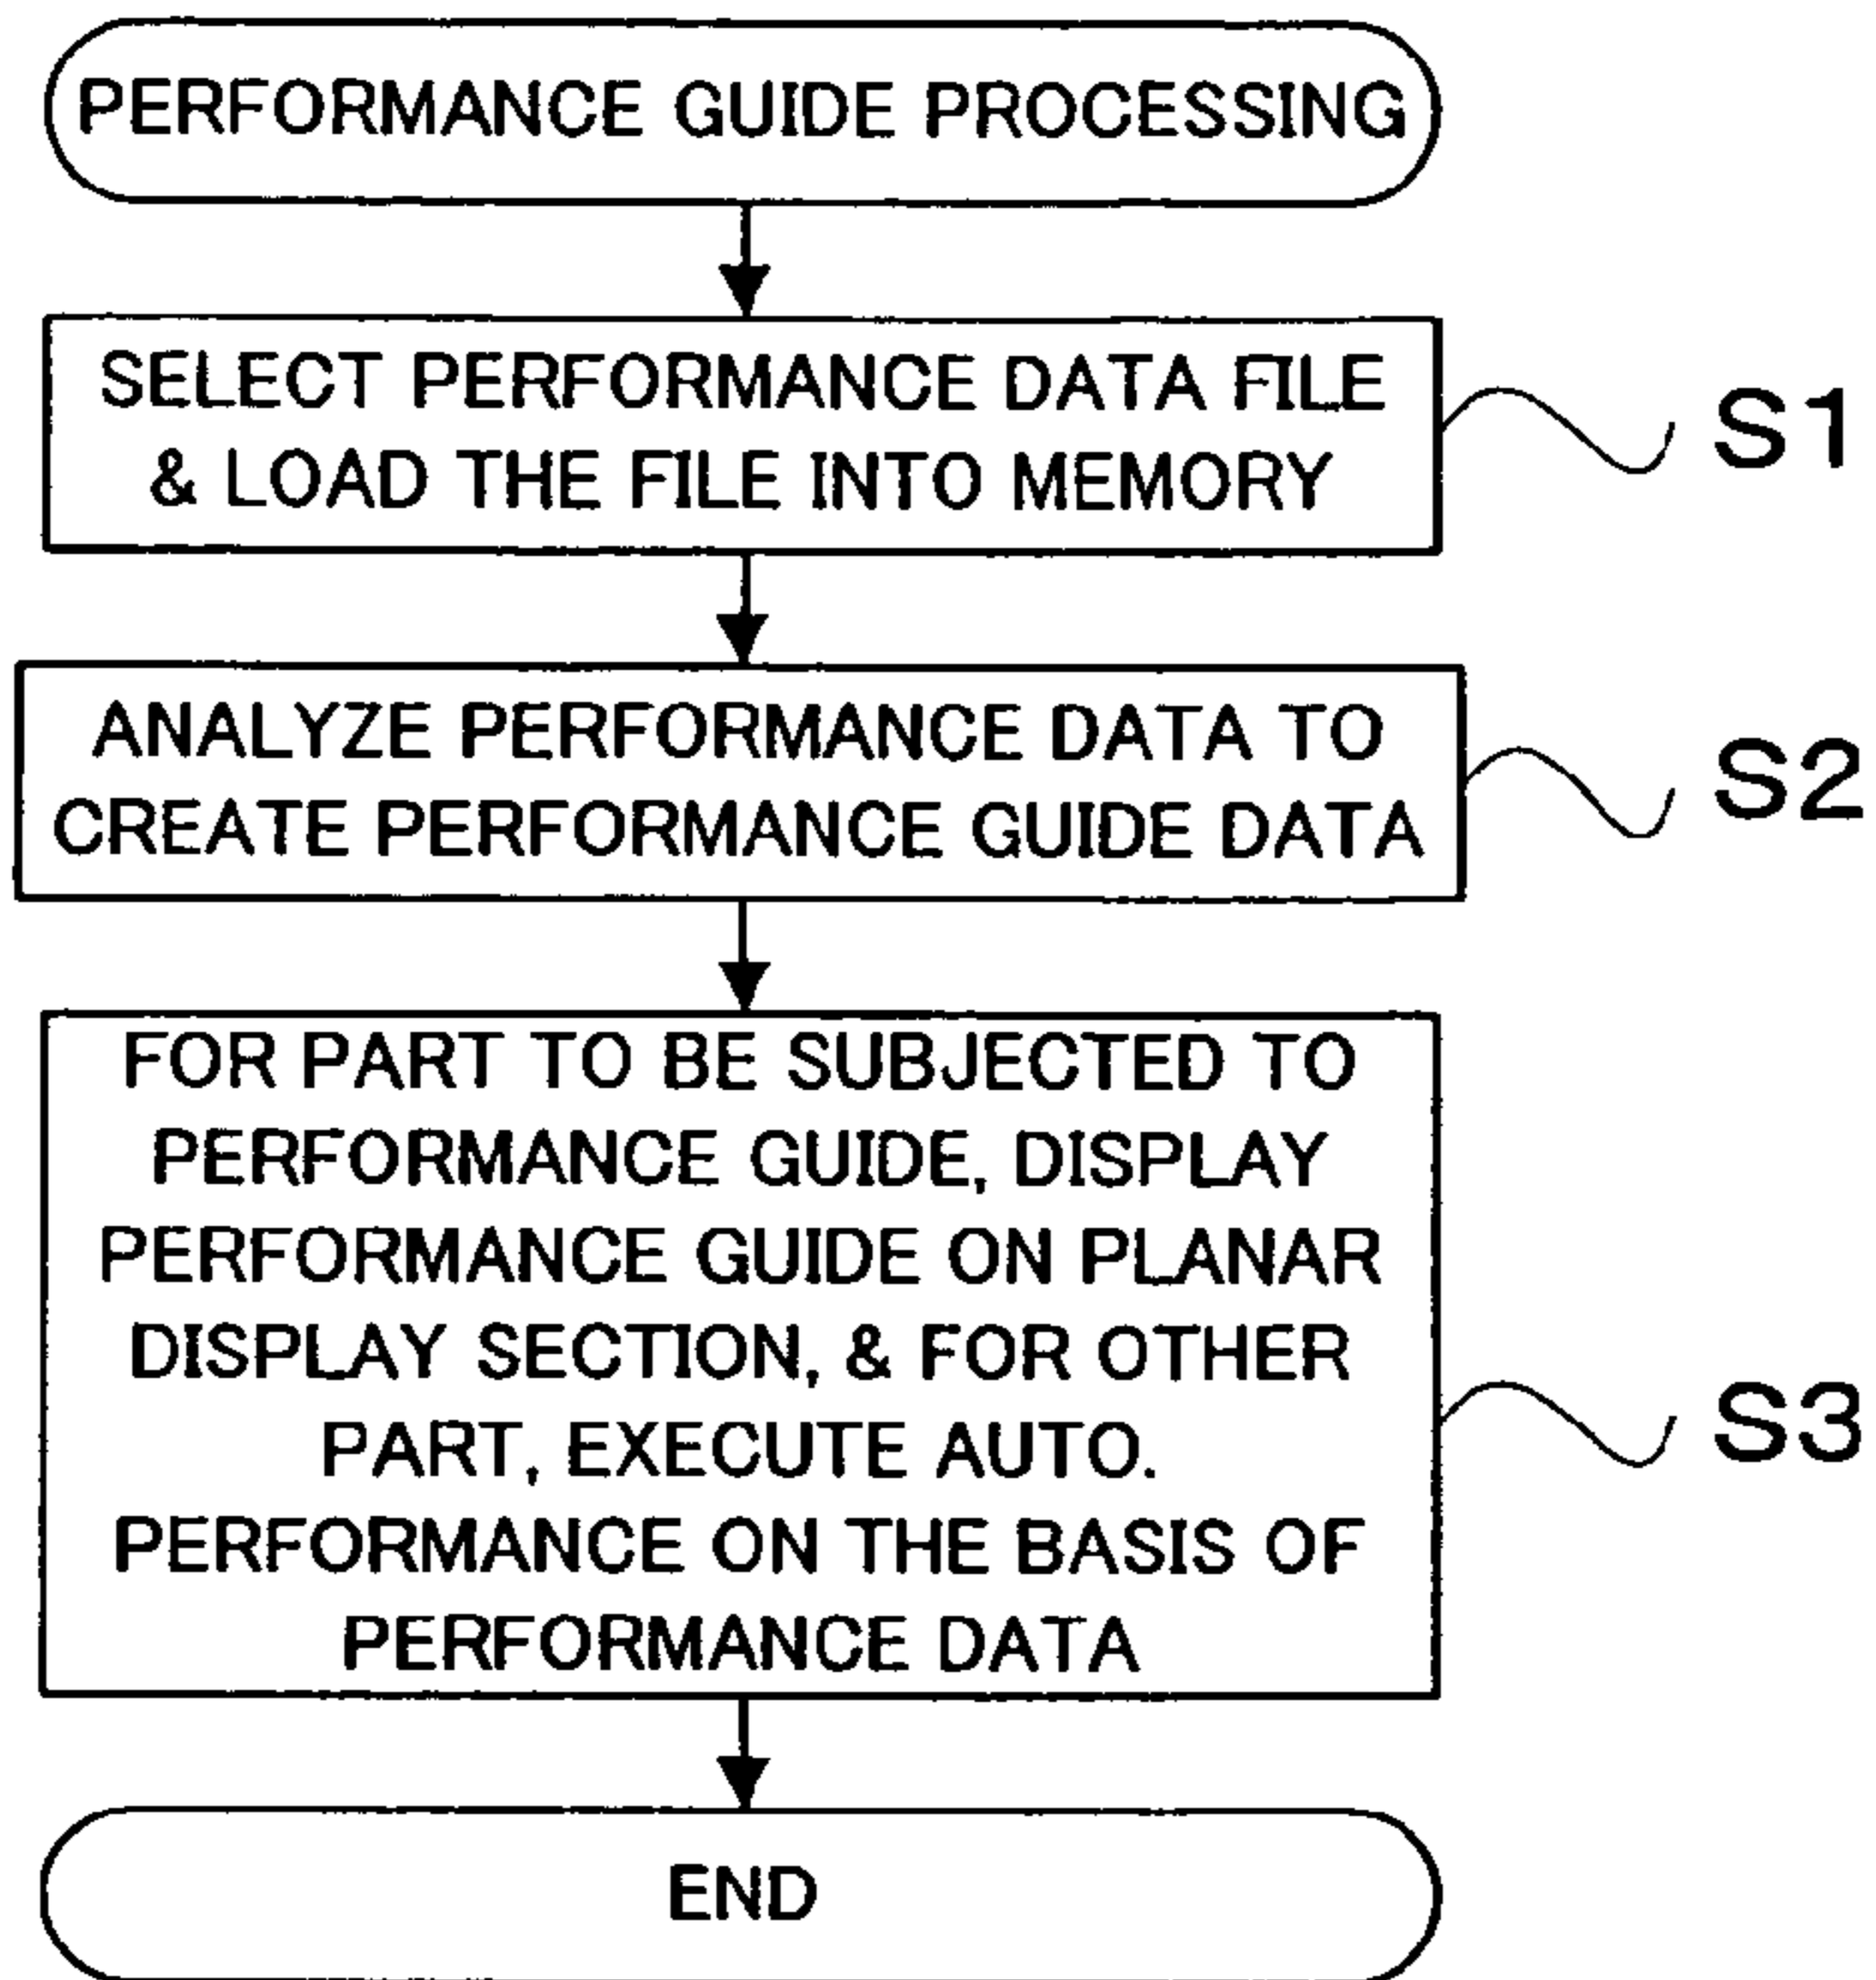 PERFORMANCE GUIDE PROCESSING
SELECT PERFORMANCE DATA FILE
& LOAD THE FILE INTO MEMORY
S1
ANALYZE PERFORMANCE DATA TO
CREATE PERFORMANCE GUIDE DATA
S2
FOR PART TO BE SUBJECTED TO
PERFORMANCE GUIDE, DISPLAY
PERFORMANCE GUIDE ON PLANAR
DISPLAY SECTION, & FOR OTHER
PART, EXECUTE AUTO.
PERFORMANCE ON THE BASIS OF
PERFORMANCE DATA
S3
END